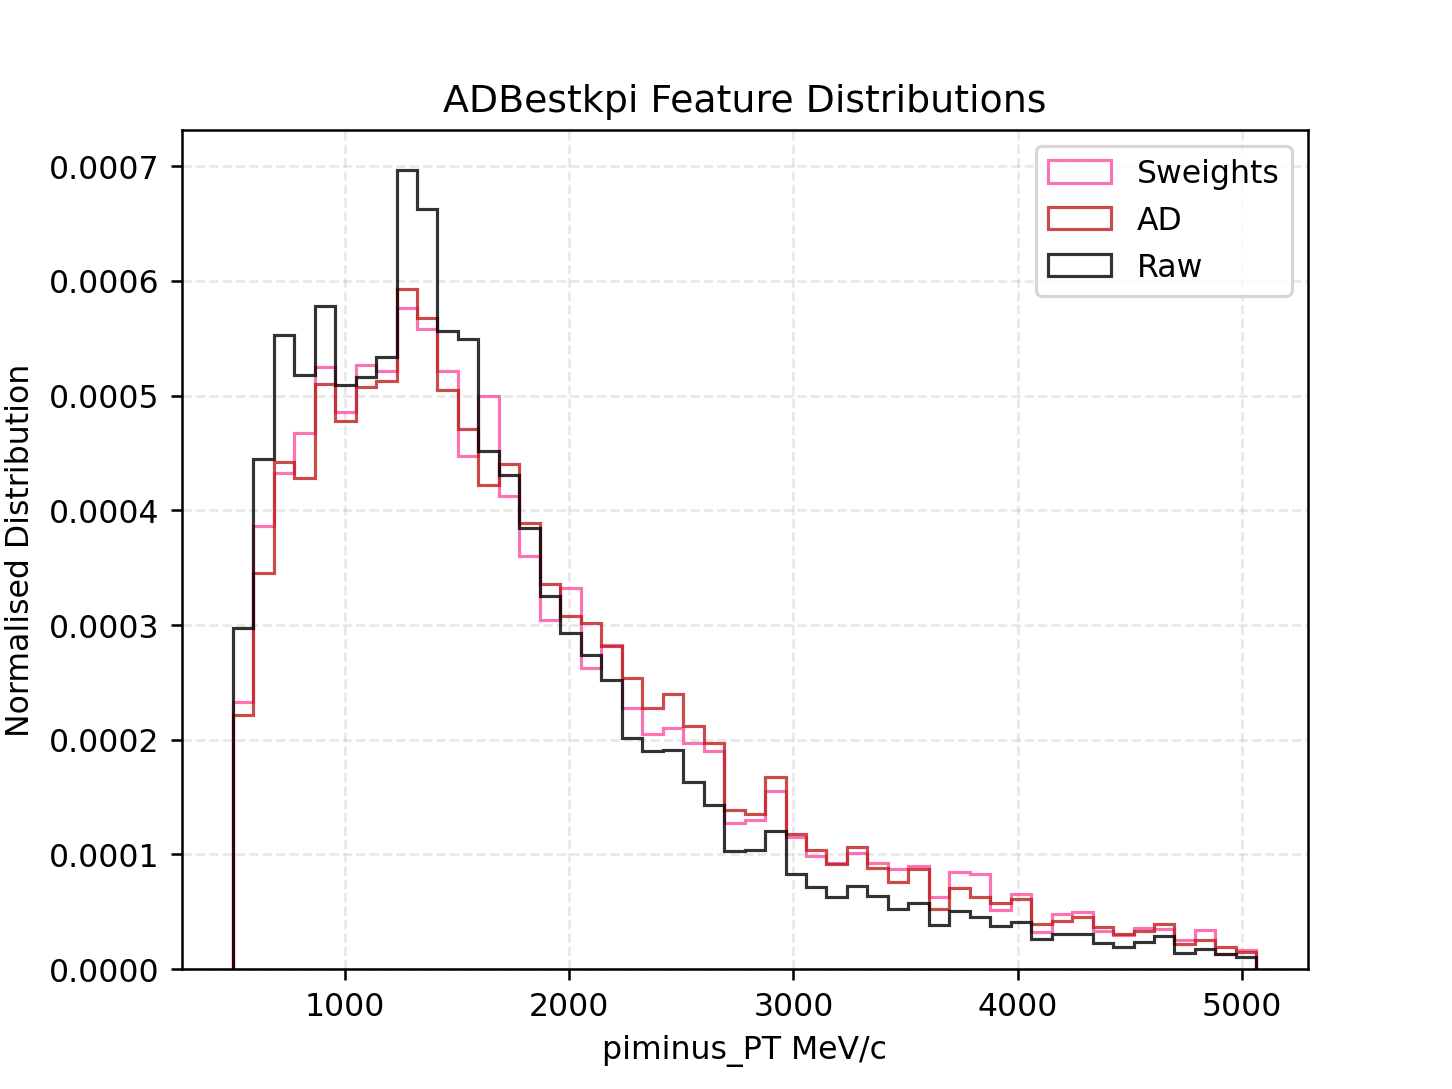 ADBestkpi Feature Distributions
Sweights
AD
Raw
Normalised Distribution
0.0007
0.0006
0.0005
0.0004
0.0003
0.0002
0.0001
0.0000
1000 2000 3000 4000 5000
piminus_PT MeV/c